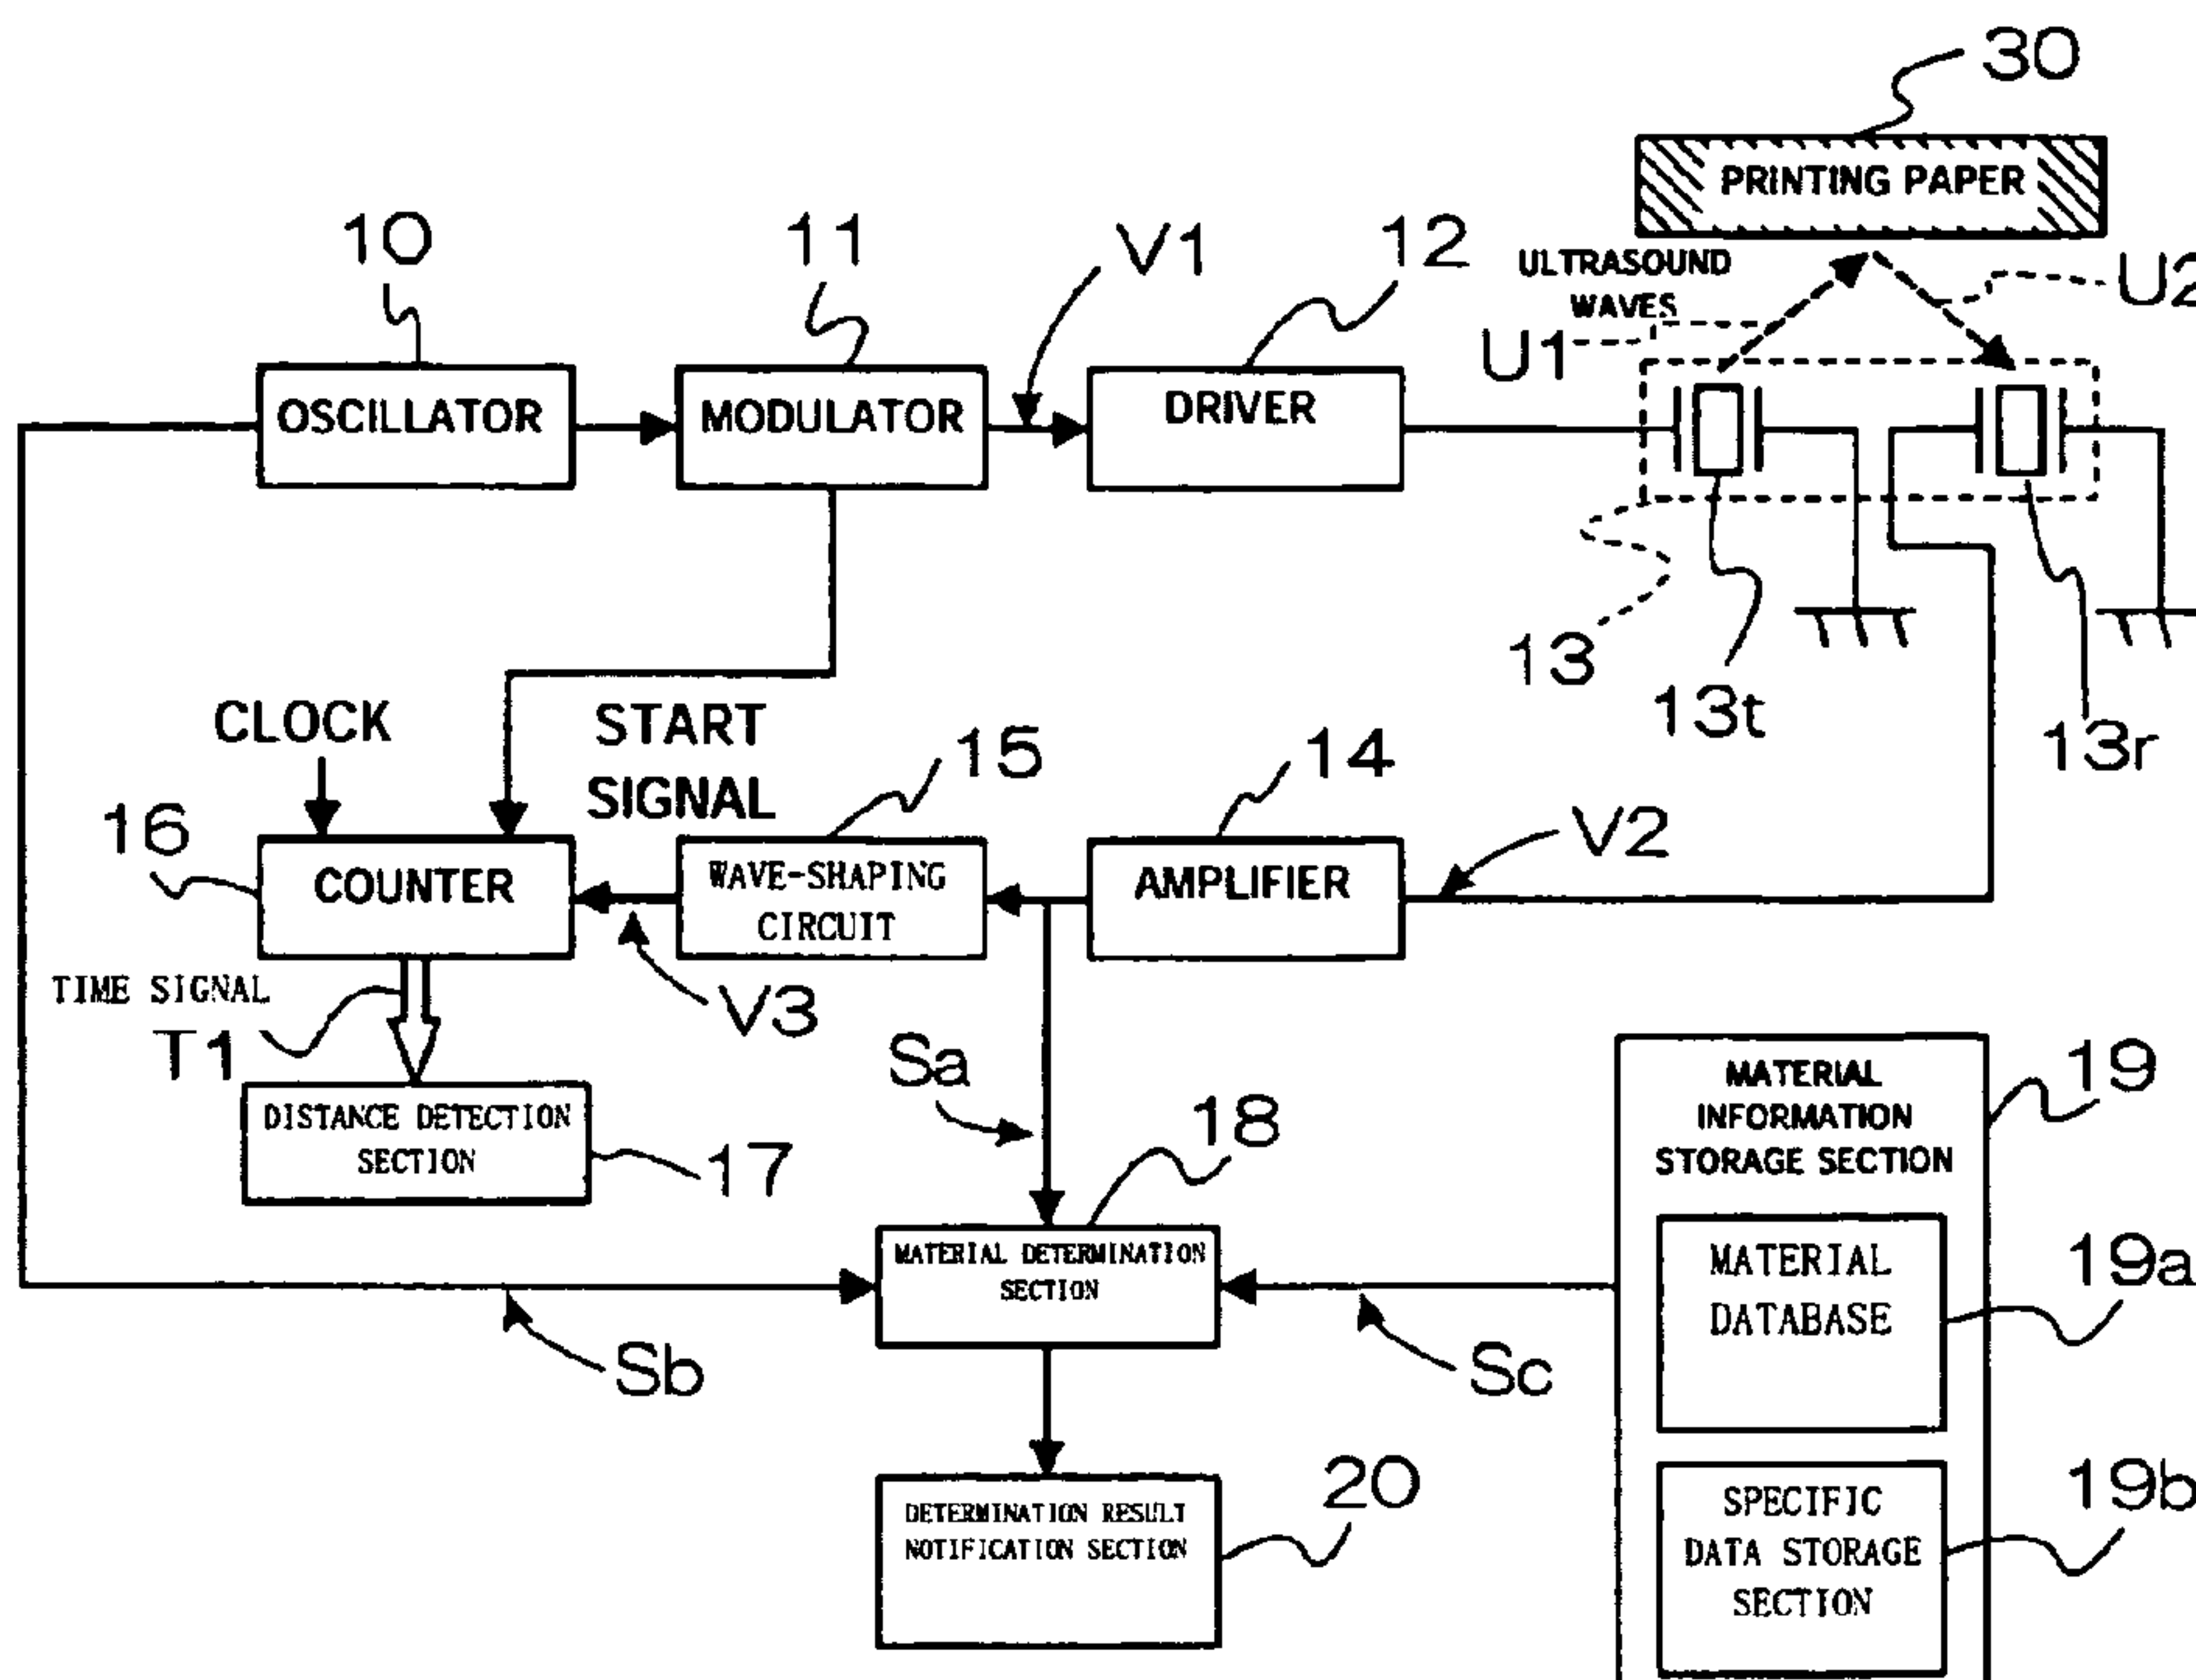 30
PRINTING PAPER
10
11
V1
12
ULTRASOUND
WAVES
U2
U1
OSCILLATOR
MODULATOR
DRIVER
13
13t
13r
CLOCK
START
SIGNAL
15
14
V2
16
COUNTER
WAVE-SHAPING
CIRCUIT
AMPLIFIER
TIME SIGNAL
T1
V3
Sa
18
DISTANCE DETECTION
SECTION
17
MATERIAL
INFORMATION
STORAGE SECTION
19
MATERIAL DETERMINATION
SECTION
MATERIAL
DATABASE
19a
Sb
Sc
DETERMINATION RESULT
NOTIFICATION SECTION
20
SPECIFIC
DATA STORAGE
SECTION
19b